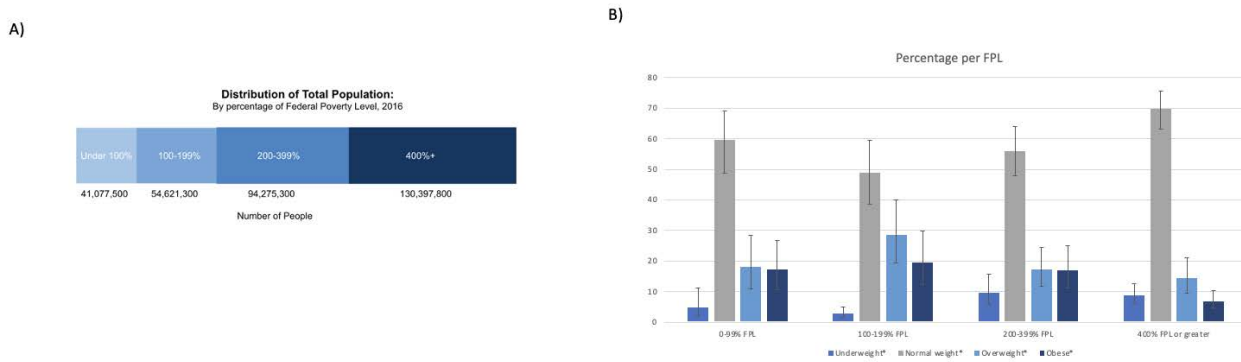 A)
Distribution of Total Population:
By percentage of Federal Poverty Level, 2016
Under 100% 100-199% 200-399% 400%+
41,077,500 54,621,300 94,275,300 130,397,800
Number of People
B)
Percentage per FPL
80
70
60
50
40
30
20
10
0
0-99% FPL 100-199% FPL 200-399% FPL 400% FPL or greater
Underweight* Normal weight* Overweight* Obese*